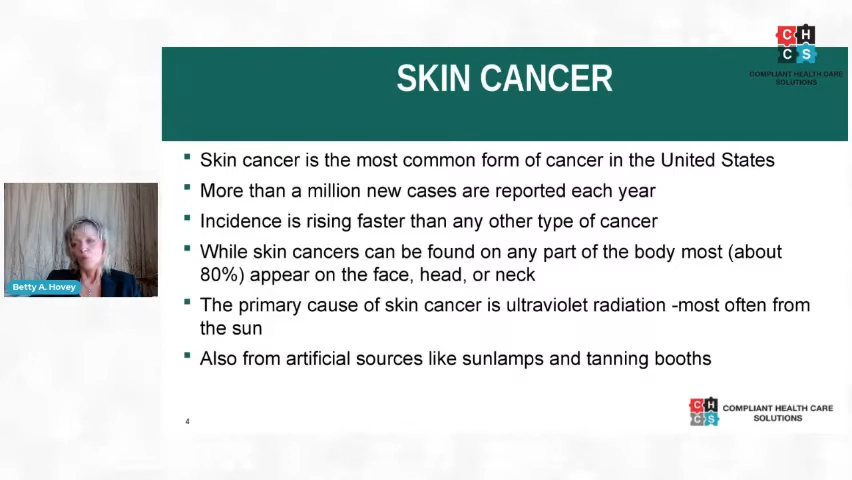 C H
C S
COMPLIANT HEALTH CARE
SOLUTIONS
SKIN CANCER
Skin cancer is the most common form of cancer in the United States
More than a million new cases are reported each year
Incidence is rising faster than any other type of cancer
While skin cancers can be found on any part of the body most (about
80%) appear on the face, head, or neck
The primary cause of skin cancer is ultraviolet radiation -most often from
the sun
Also from artificial sources like sunlamps and tanning booths
Betty A. Hovey
4
C H
C S
COMPLIANT HEALTH CARE
SOLUTIONS